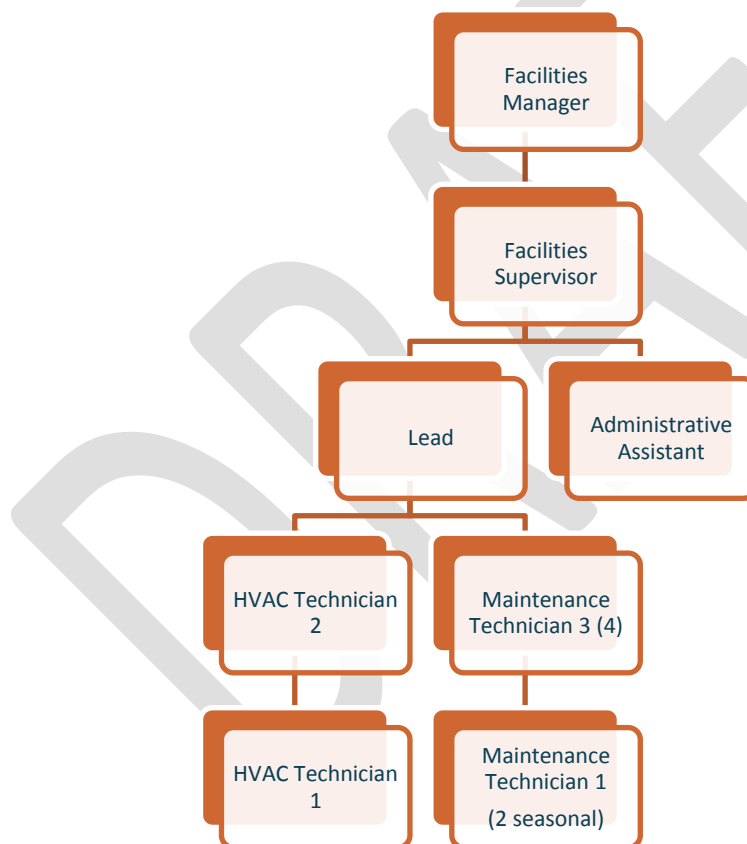 Facilities
Manager
Facilities
Supervisor
Lead
Administrative
Assistant
HVAC Technician
2
Maintenance
Technician 3 (4)
HVAC Technician
1
Maintenance
Technician 1
(2 seasonal)